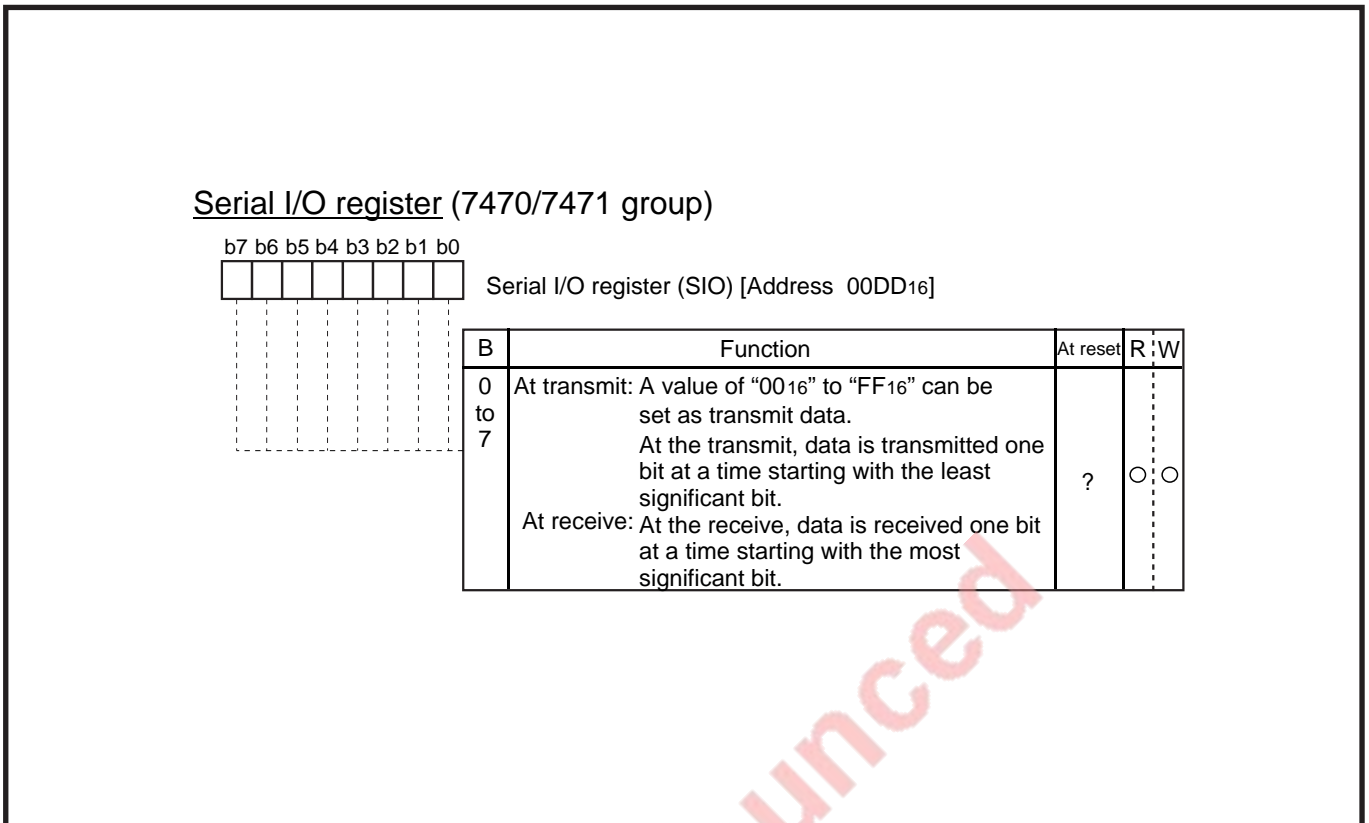 Serial I/O register (7470/7471 group)
b7 b6 b5 b4 b3 b2 b1 b0
Serial I/O register (SIO) [Address 00DD16]
B Function At reset R W
0 to 7
At transmit: A value of “0016” to “FF16” can be
set as transmit data.
At the transmit, data is transmitted one
bit at a time starting with the least
significant bit.
At receive: At the receive, data is received one bit
at a time starting with the most
significant bit.
? ○ ○
unced